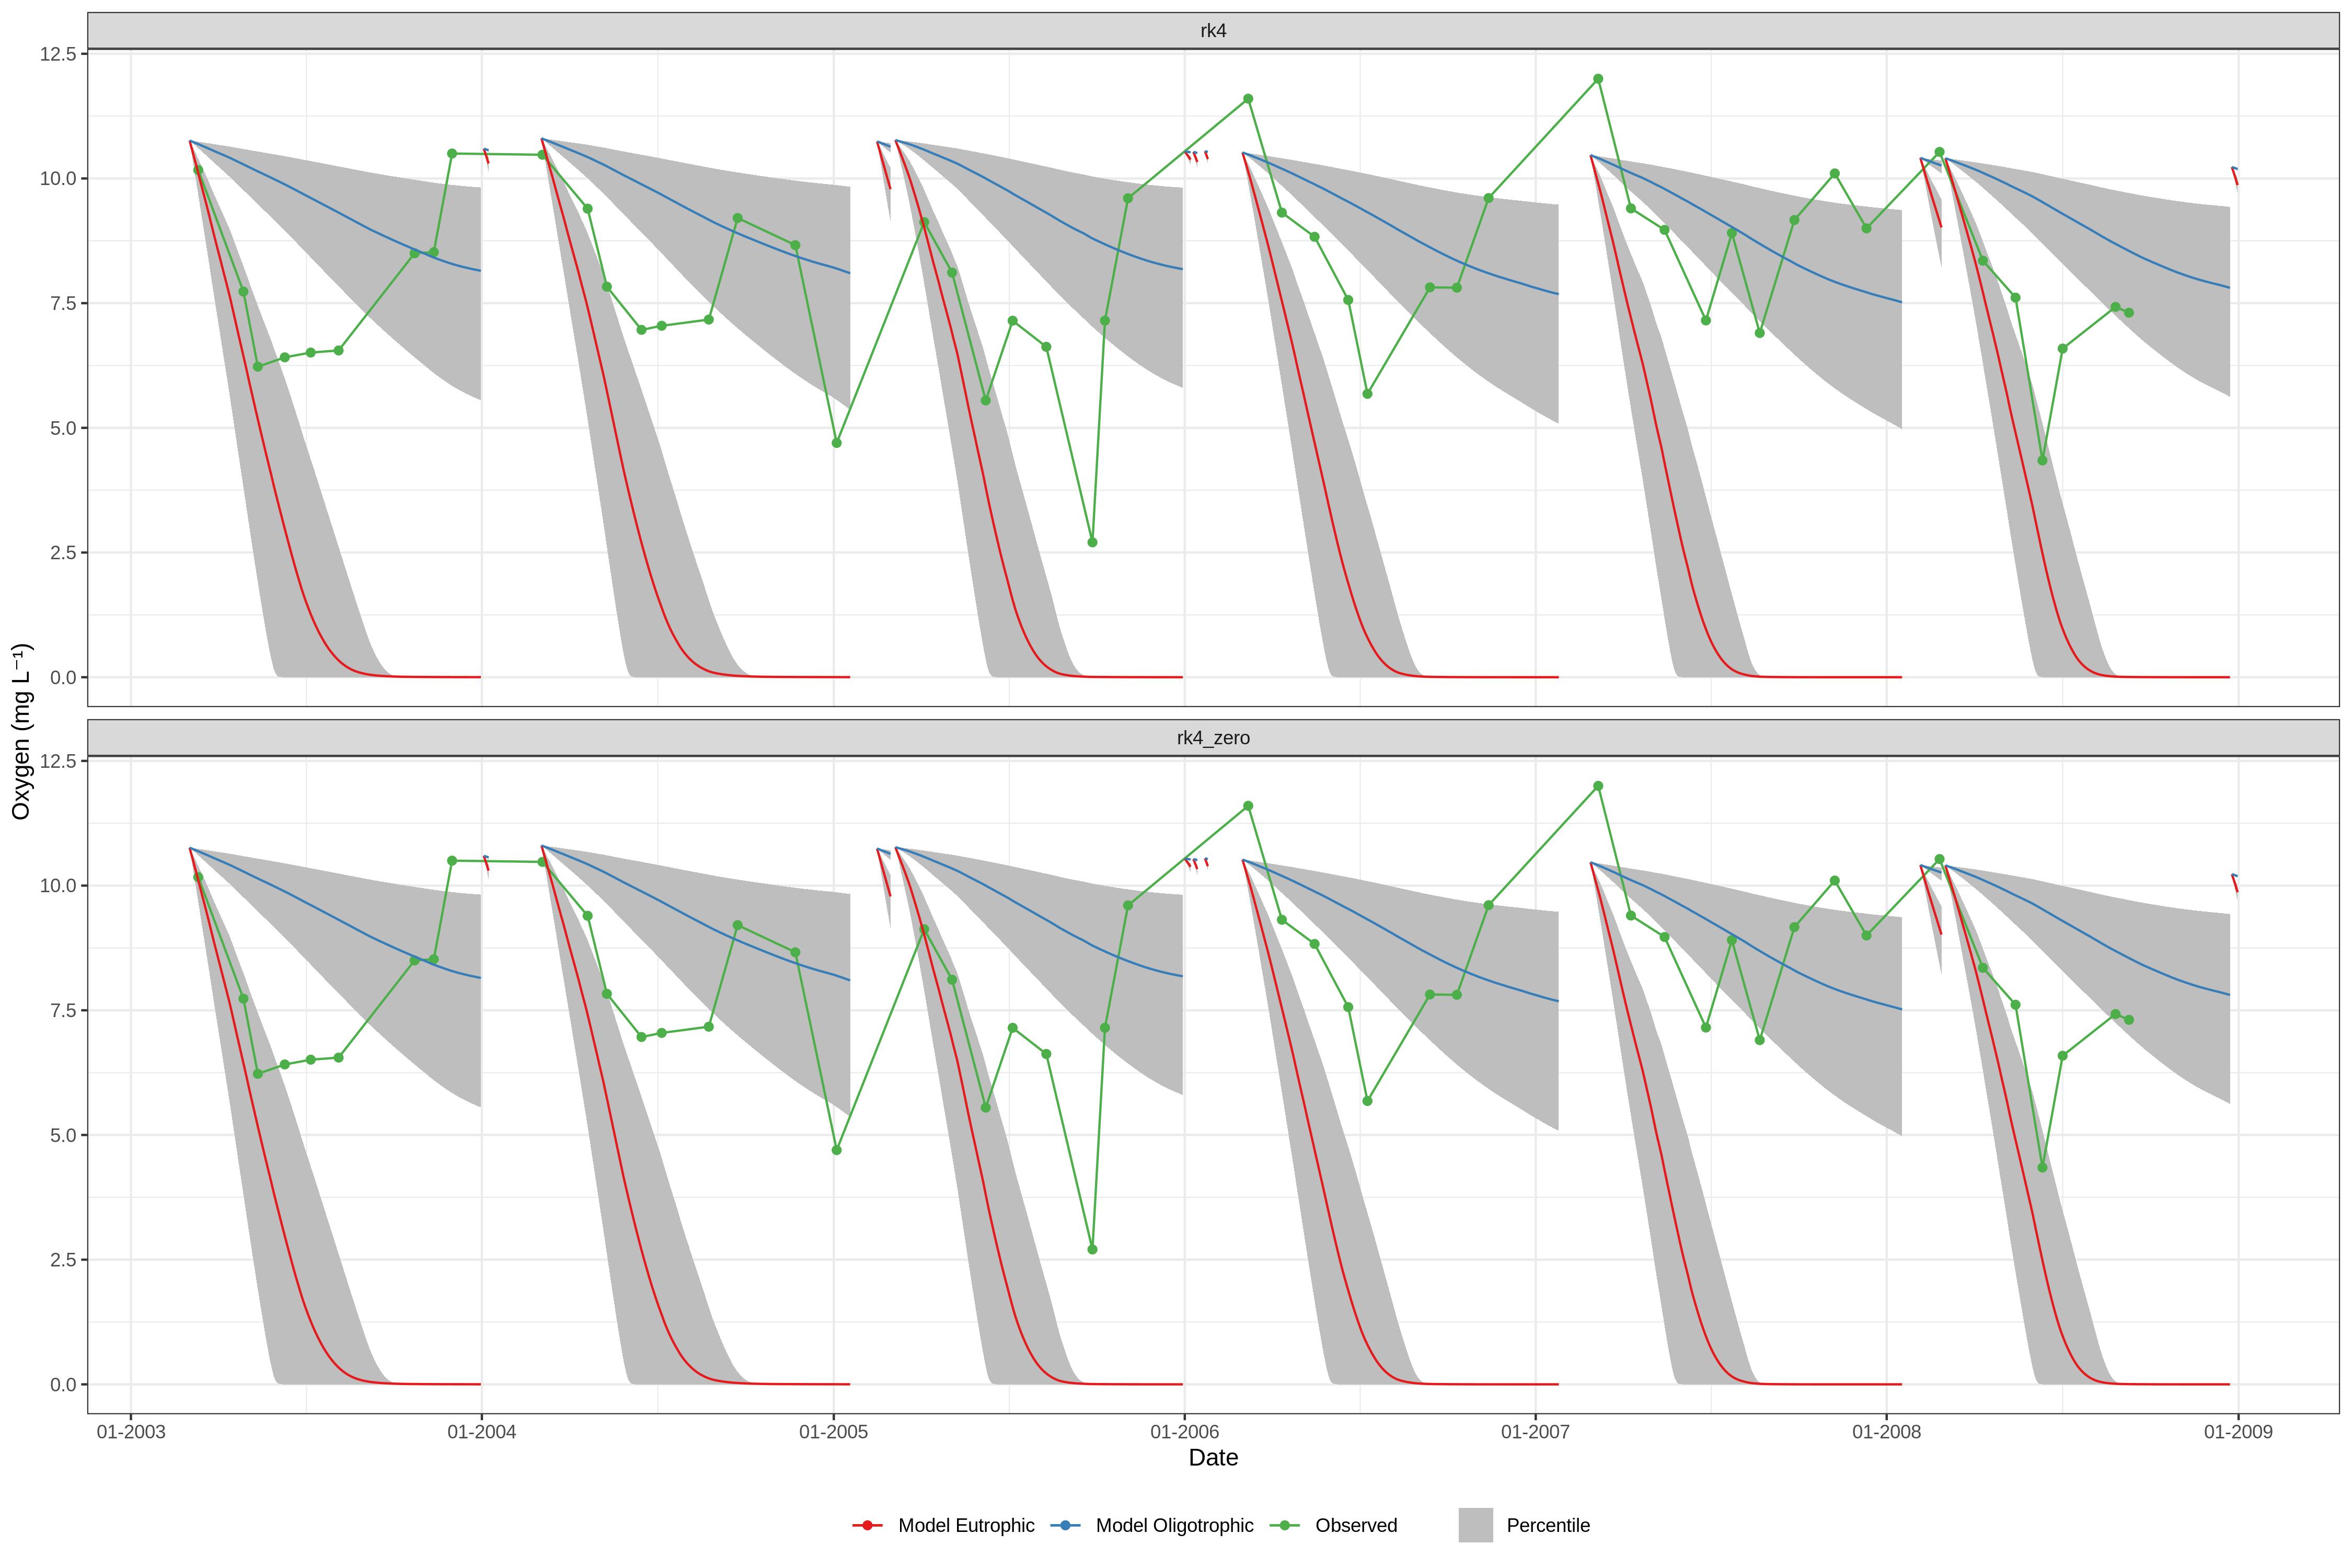 rk4
12.5
10.0
7.5
5.0
2.5
0.0
rk4_zero
12.5
10.0
7.5
5.0
2.5
0.0
Oxygen (mg L⁻¹)
01-2003 01-2004 01-2005 01-2006 01-2007 01-2008 01-2009
Date
Model Eutrophic Model Oligotrophic Observed Percentile